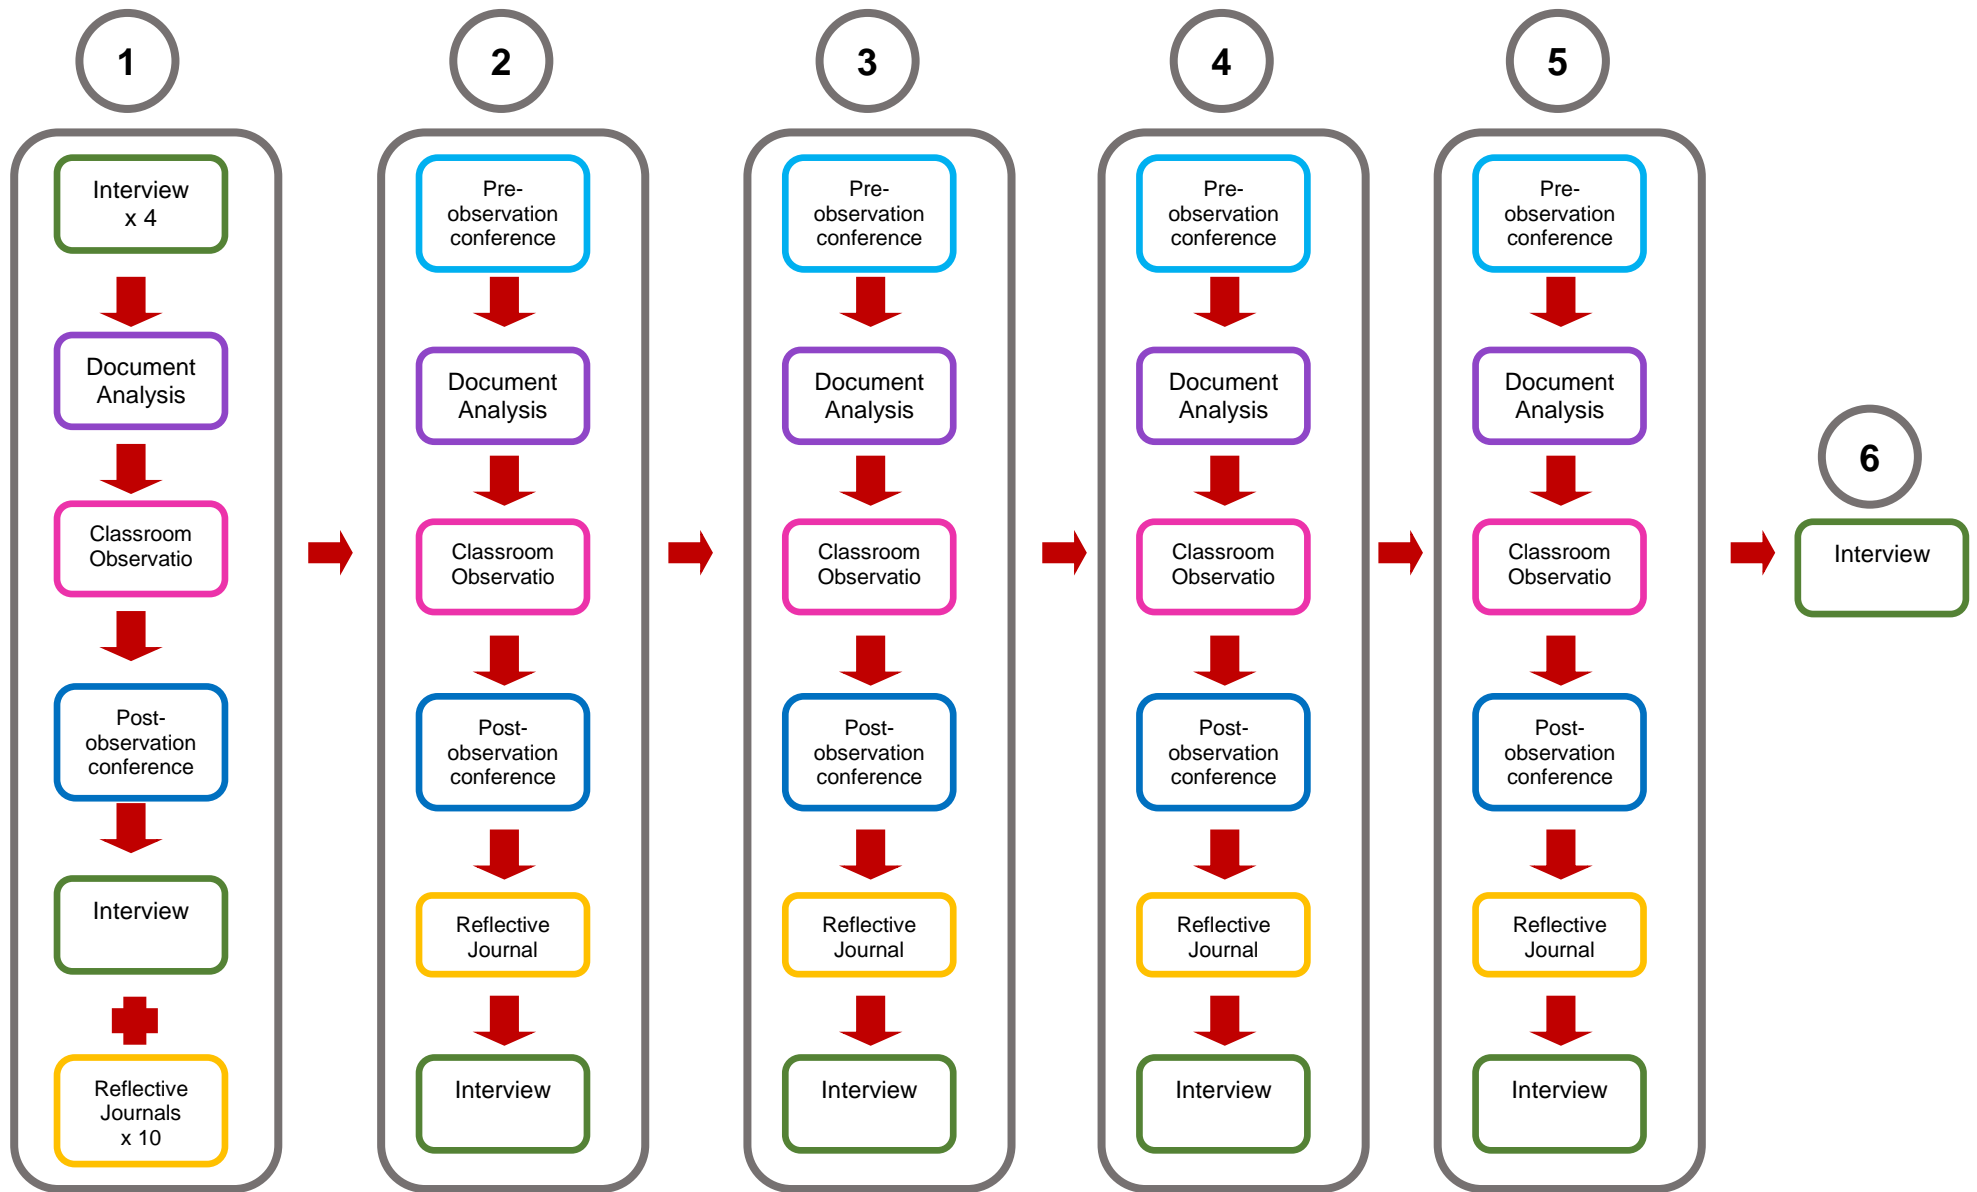 1
Interview
x 4
Document
Analysis
Classroom
Observatio
Post-
observation
conference
Interview
Reflective
Journals
x 10
2
Pre-
observation
conference
Document
Analysis
Classroom
Observatio
Post-
observation
conference
Reflective
Journal
Interview
3
Pre-
observation
conference
Document
Analysis
Classroom
Observatio
Post-
observation
conference
Reflective
Journal
Interview
4
Pre-
observation
conference
Document
Analysis
Classroom
Observatio
Post-
observation
conference
Reflective
Journal
Interview
5
Pre-
observation
conference
Document
Analysis
Classroom
Observatio
Post-
observation
conference
Reflective
Journal
Interview
6
Interview